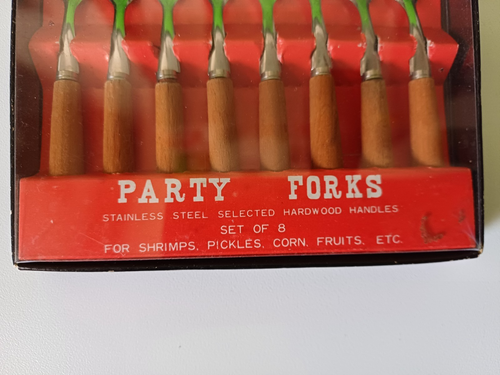 PARTY FORKS
STAINLESS STEEL SELECTED HARDWOOD HANDLES
SET OF 8
FOR SHRIMPS, PICKLES, CORN, FRUITS, ETC.